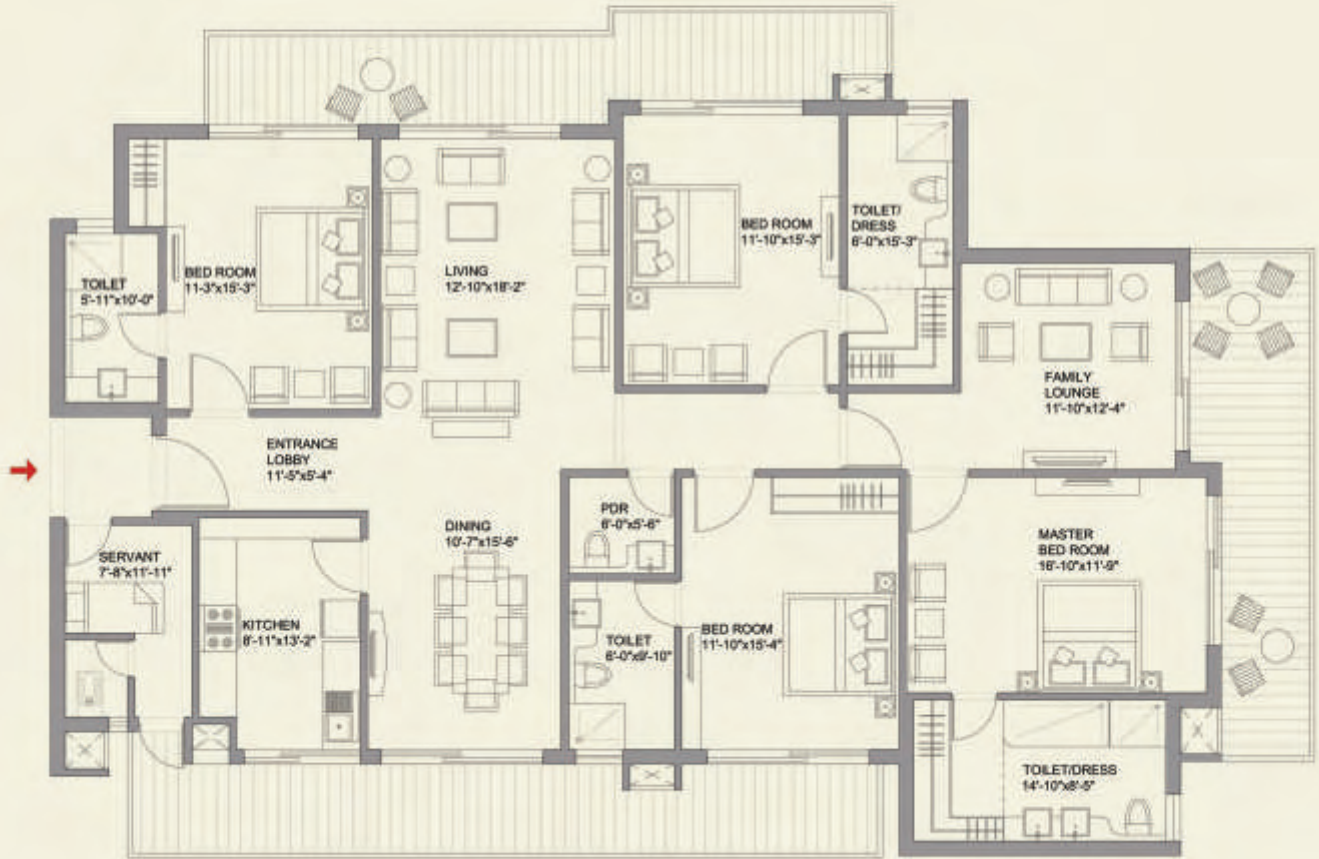 BED ROOM
11'-3"x15'-3"
TOILET
5'-11"x10'-0"
LIVING
12'-10"x18'-2"
BED ROOM
11'-10"x15'-3"
TOILET/
DRESS
6'-0"x15'-3"
FAMILY
LOUNGE
11'-10"x12'-4"
ENTRANCE
LOBBY
11'-5"x5'-4"
SERVANT
7'-8"x11'-11"
KITCHEN
8'-11"x13'-2"
DINING
10'-7"x15'-6"
PDR
6'-0"x5'-6"
TOILET
6'-0"x9'-10"
BED ROOM
11'-10"x15'-4"
MASTER
BED ROOM
16'-10"x11'-9"
TOILET/DRESS
14'-10"x8'-5"